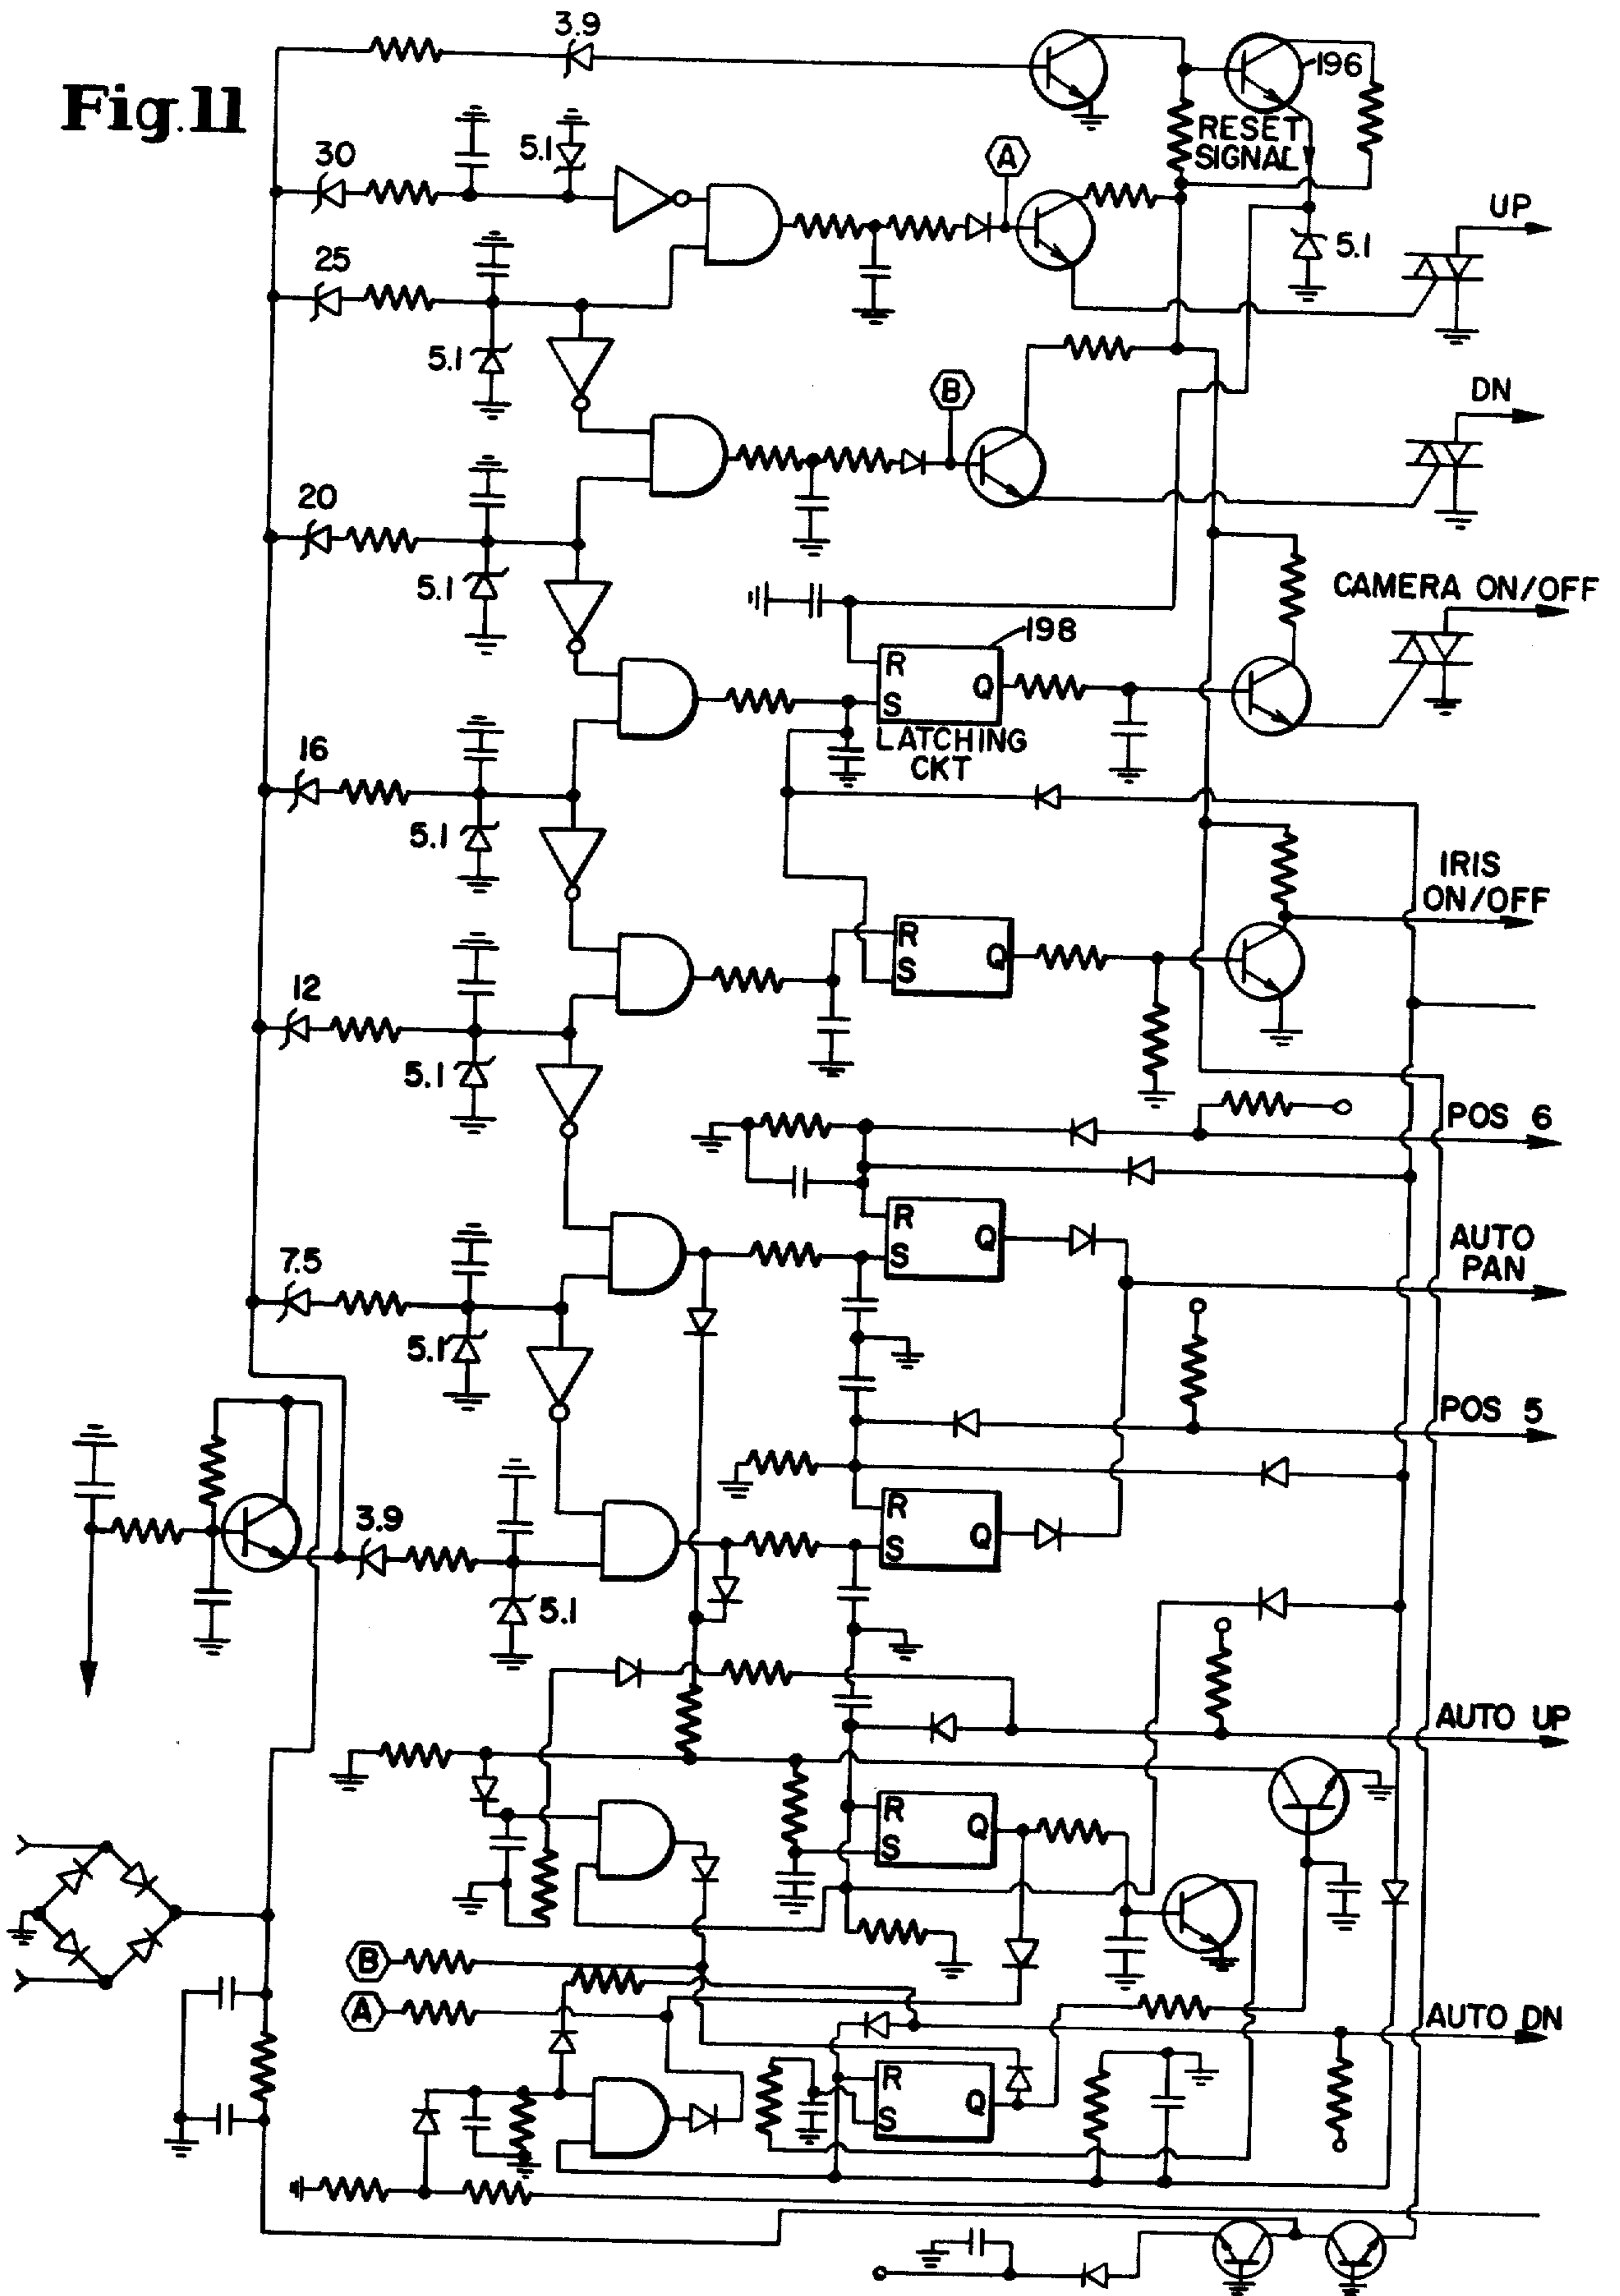 Fig. 11
3.9
196
RESET
SIGNAL
30
5.1
A
UP
25
5.1
5.1
B
DN
20
5.1
CAMERA ON/OFF
198
R
Q
S
LATCHING
CKT
16
5.1
IRIS
ON/OFF
R
Q
S
12
5.1
POS 6
R
Q
S
AUTO
PAN
7.5
5.1
POS 5
R
Q
S
3.9
5.1
AUTO UP
R
Q
S
B
A
AUTO DN
R
Q
S